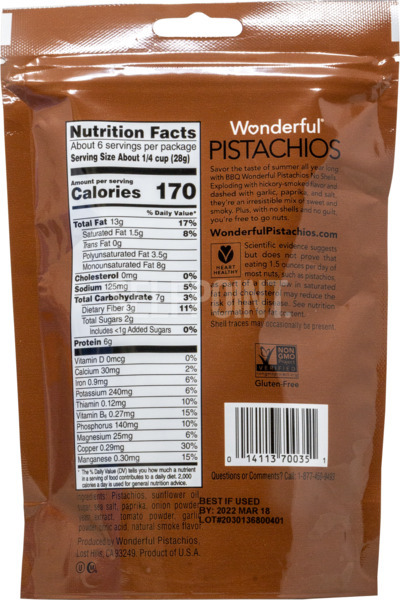 Nutrition Facts
About 6 servings per package
Serving Size About 1/4 cup (28g)
Amount per serving
Calories 170
% Daily Value*
Total Fat 13g 17%
Saturated Fat 1.5g 8%
Trans Fat 0g
Polyunsaturated Fat 3.5g
Monounsaturated Fat 8g
Cholesterol 0mg 0%
Sodium 125mg 5%
Total Carbohydrate 7g 3%
Dietary Fiber 3g 11%
Total Sugars 2g
Includes <1g Added Sugars 0%
Protein 6g
Vitamin D 0mcg 0%
Calcium 30mg 2%
Iron 0.9mg 6%
Potassium 240mg 6%
Thiamin 0.12mg 10%
Vitamin B₆ 0.27mg 15%
Phosphorus 140mg 10%
Magnesium 25mg 6%
Copper 0.29mg 30%
Manganese 0.30mg 15%
* The % Daily Value (DV) tells you how much a nutrient
in a serving of food contributes to a daily diet. 2,000
calories a day is used for general nutrition advice.
Ingredients: Pistachios, sunflower oil,
sugar, sea salt, paprika, onion powder,
yeast extract, tomato powder, garlic
powder, citric acid, natural smoke flavor.
Produced by Wonderful Pistachios,
Lost Hills, CA 93249. Product of U.S.A.
Wonderful
PISTACHIOS
Savor the taste of summer all year long
with BBQ Wonderful Pistachios No Shells.
Exploding with hickory-smoked flavor and
dashed with garlic, paprika, and salt,
they're an irresistible mix of sweet and
smoky. Plus, with no shells and no guilt,
you're free to go nuts.
WonderfulPistachios.com
HEART
HEALTHY
Scientific evidence suggests
but does not prove that
eating 1.5 ounces per day of
most nuts, such as pistachios,
in saturated
cholesterol may reduce the
heart disease. See nutrition
Shell traces may occasionally be present.
NON
GMO
VERIFIED
Gluten-Free
0 14113 70035 1
Questions or Comments? Call: 1-877-450-9493
BEST IF USED
BY: 2022 MAR 18
LOT#2030136800401